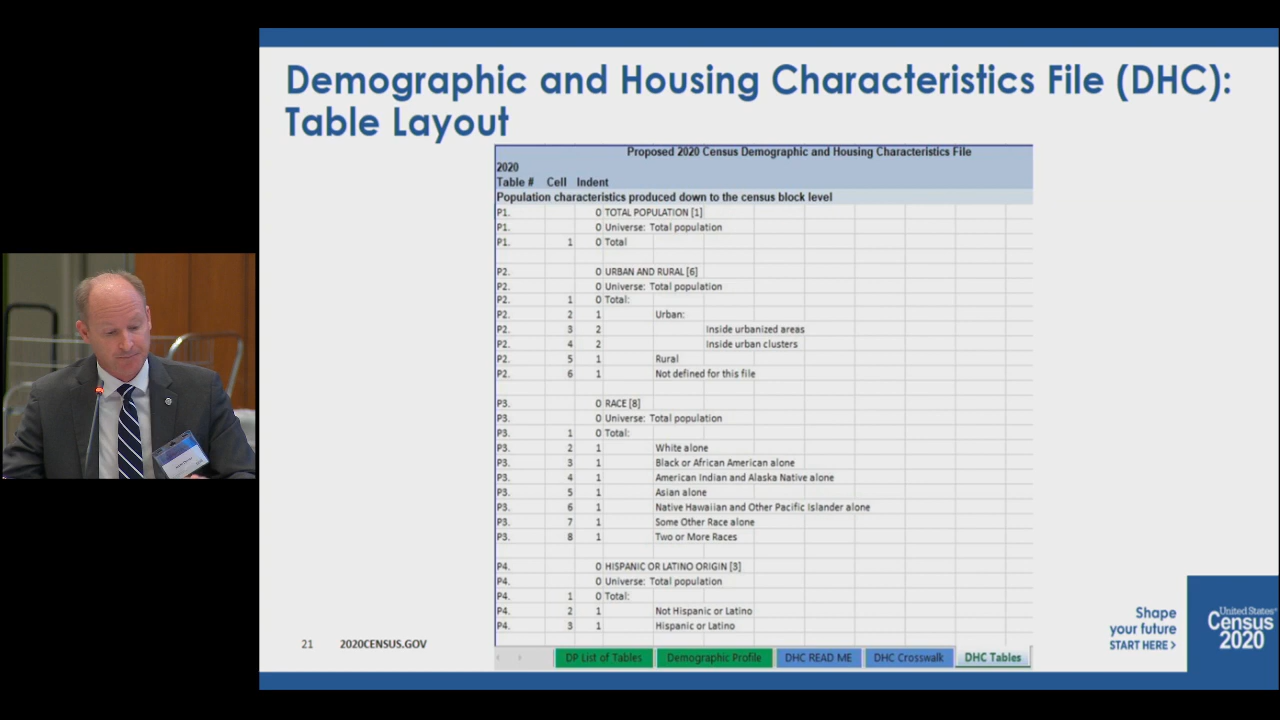 Demographic and Housing Characteristics File (DHC):
Table Layout
Proposed 2020 Census Demographic and Housing Characteristics File
2020
Table # Cell Indent
Population characteristics produced down to the census block level
P1. 0 TOTAL POPULATION [1]
P1. 0 Universe: Total population
P1. 1 0 Total
P2. 0 URBAN AND RURAL [6]
P2. 0 Universe: Total population
P2. 1 0 Total:
P2. 2 1 Urban:
P2. 3 2 Inside urbanized areas
P2. 4 2 Inside urban clusters
P2. 5 1 Rural
P2. 6 1 Not defined for this file
P3. 0 RACE [8]
P3. 0 Universe: Total population
P3. 1 0 Total:
P3. 2 1 White alone
P3. 3 1 Black or African American alone
P3. 4 1 American Indian and Alaska Native alone
P3. 5 1 Asian alone
P3. 6 1 Native Hawaiian and Other Pacific Islander alone
P3. 7 1 Some Other Race alone
P3. 8 1 Two or More Races
P4. 0 HISPANIC OR LATINO ORIGIN [3]
P4. 0 Universe: Total population
P4. 1 0 Total:
P4. 2 1 Not Hispanic or Latino
P4. 3 1 Hispanic or Latino
DP List of Tables Demographic Profile DHC READ ME DHC Crosswalk DHC Tables
21 2020CENSUS.GOV
Shape
your future
START HERE >
United States®
Census
2020